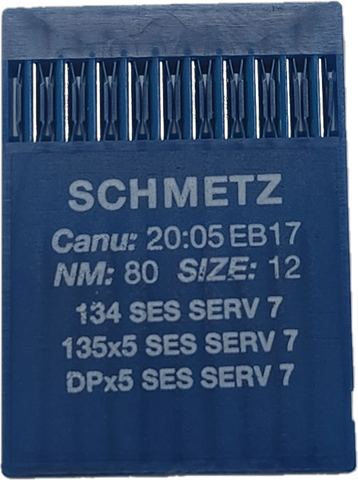 SCHMETZ
Canu: 20:05 EB17
NM: 80 SIZE: 12
134 SES SERV 7
135x5 SES SERV 7
DPx5 SES SERV 7